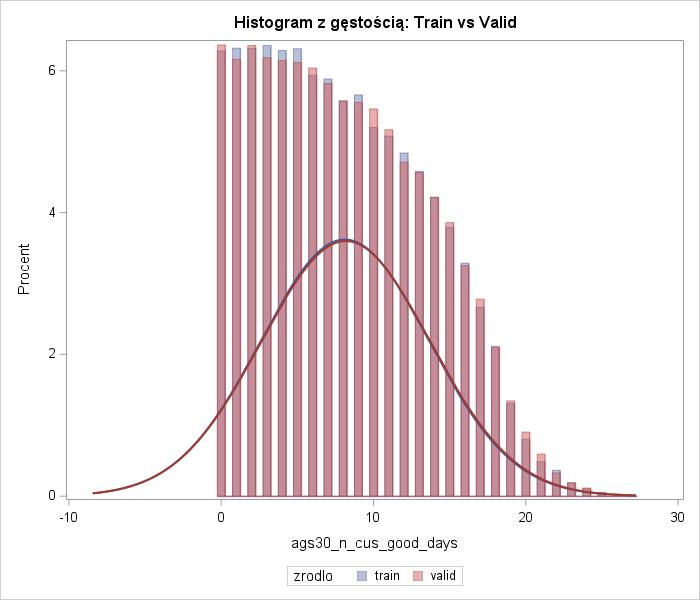 Histogram z gęstością: Train vs Valid
Procent
6
4
2
0
-10 0 10 20 30
ags30_n_cus_good_days
zrodlo train valid